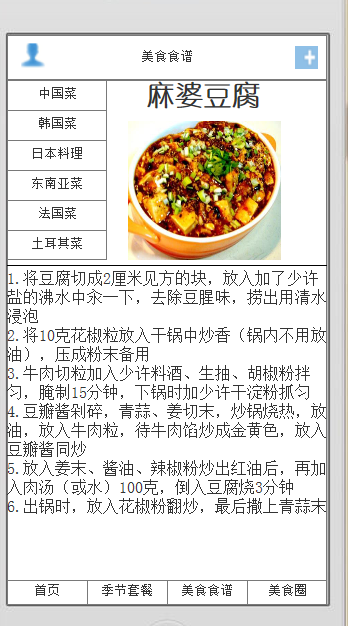 美食食谱
中国菜
韩国菜
日本料理
东南亚菜
法国菜
土耳其菜
麻婆豆腐
1.将豆腐切成2厘米见方的块，放入加了少许
盐的沸水中汆一下，去除豆腥味，捞出用清水
浸泡
2.将10克花椒粒放入干锅中炒香（锅内不用放
油），压成粉末备用
3.牛肉切粒加入少许料酒、生抽、胡椒粉拌
匀，腌制15分钟，下锅时加少许干淀粉抓匀
4.豆瓣酱剁碎，青蒜、姜切末，炒锅烧热，放
油，放入牛肉粒，待牛肉馅炒成金黄色，放入
豆瓣酱同炒
5.放入姜末、酱油、辣椒粉炒出红油后，再加
入肉汤（或水）100克，倒入豆腐烧3分钟
6.出锅时，放入花椒粉翻炒，最后撒上青蒜末
首页
季节套餐
美食食谱
美食圈